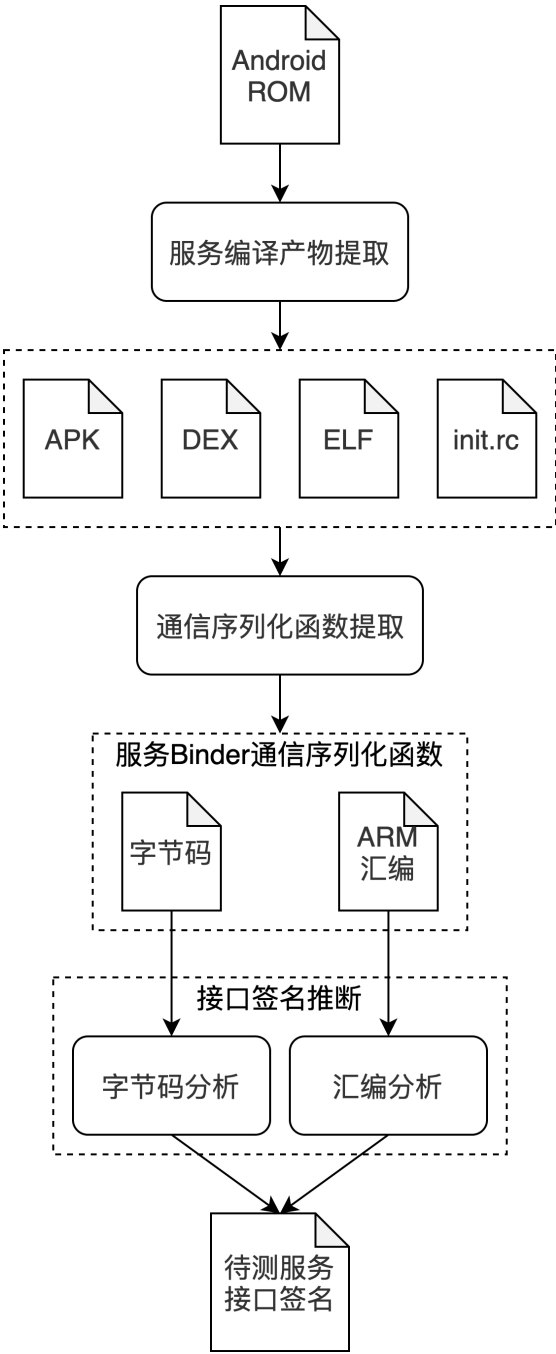 Android
ROM
服务编译产物提取
APK
DEX
ELF
init.rc
通信序列化函数提取
服务Binder通信序列化函数
字节码
ARM
汇编
接口签名推断
字节码分析
汇编分析
待测服务
接口签名